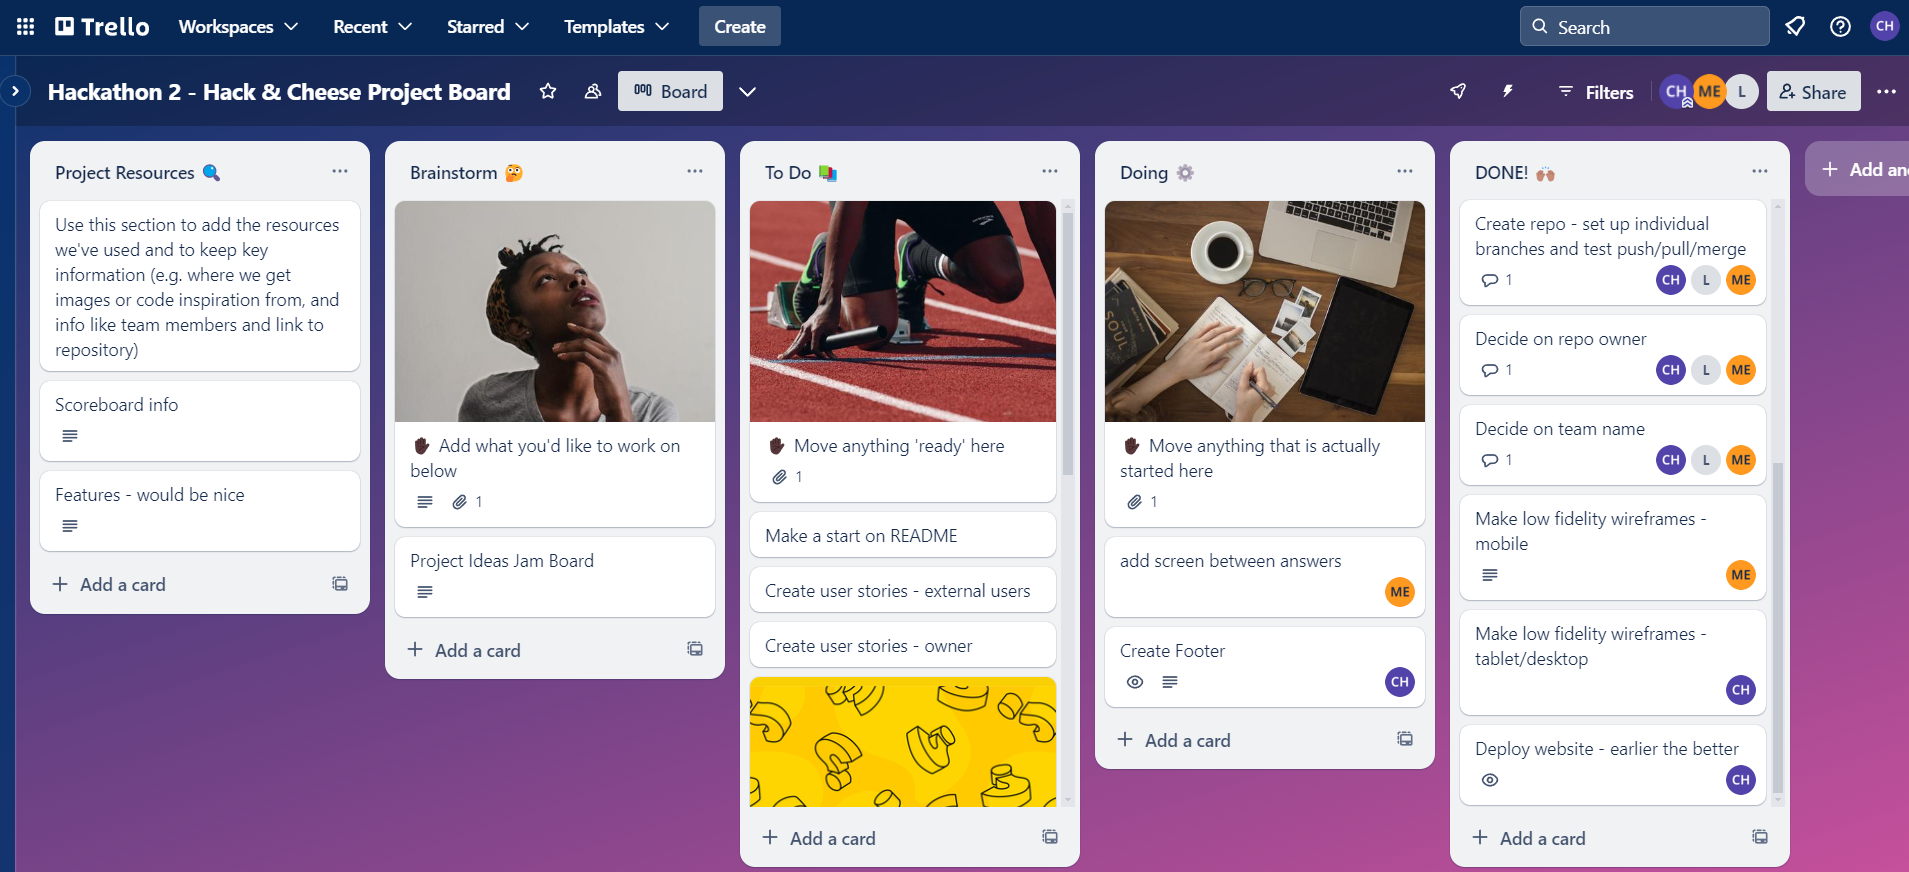 Trello
Workspaces
Recent
Starred
Templates
Create
Search
CH
Hackathon 2 - Hack & Cheese Project Board
Board
Filters
CH
ME
L
Share
Project Resources
Use this section to add the resources
we've used and to keep key
information (e.g. where we get
images or code inspiration from, and
info like team members and link to
repository)
Scoreboard info
Features - would be nice
+ Add a card
Brainstorm
Add what you'd like to work on
below
1
Project Ideas Jam Board
+ Add a card
To Do
Move anything 'ready' here
1
Make a start on README
Create user stories - external users
Create user stories - owner
+ Add a card
Doing
SOUL
Move anything that is actually
started here
1
add screen between answers
ME
Create Footer
CH
+ Add a card
DONE!
Create repo - set up individual
branches and test push/pull/merge
1
CH L ME
Decide on repo owner
1
CH L ME
Decide on team name
1
CH L ME
Make low fidelity wireframes -
mobile
ME
Make low fidelity wireframes -
tablet/desktop
CH
Deploy website - earlier the better
CH
+ Add a card
+ Add